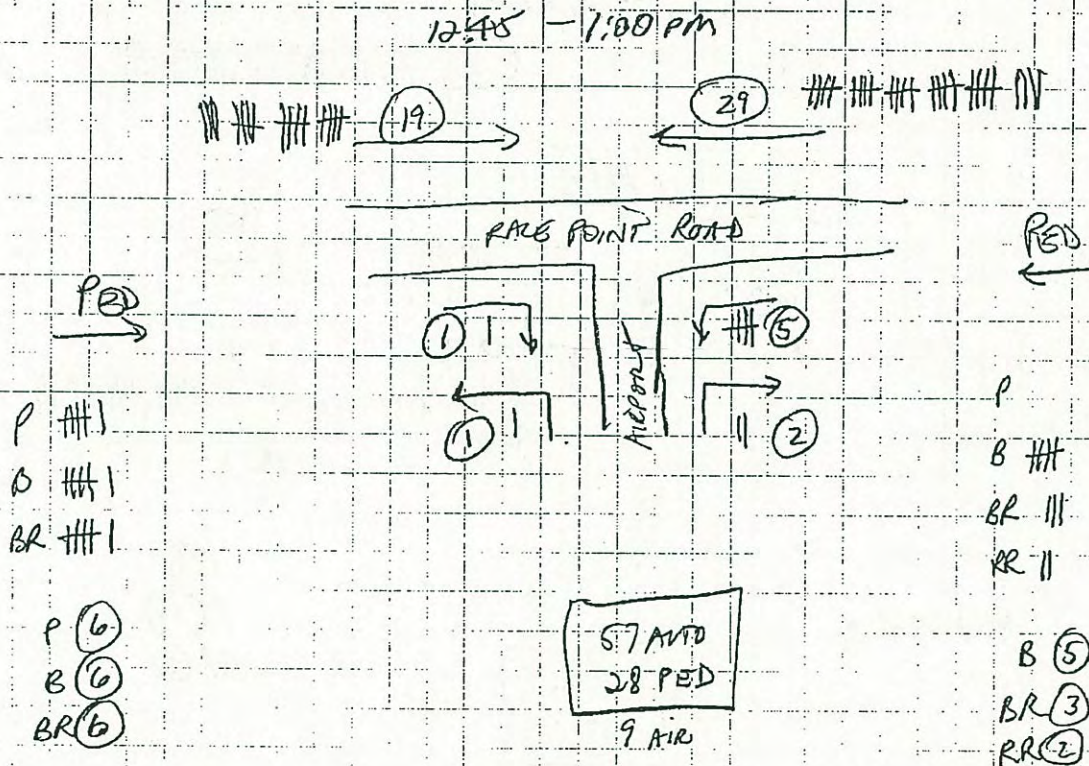 12:45 - 1:00 PM
19
29
RACE POINT ROAD
PED
PED
1
5
AIRPORT
1
2
P
B
BR
P
B
BR
RR
P 6
B 6
BR 6
57 AUTO
28 PED
9 AIR
B 5
BR 3
RR 2